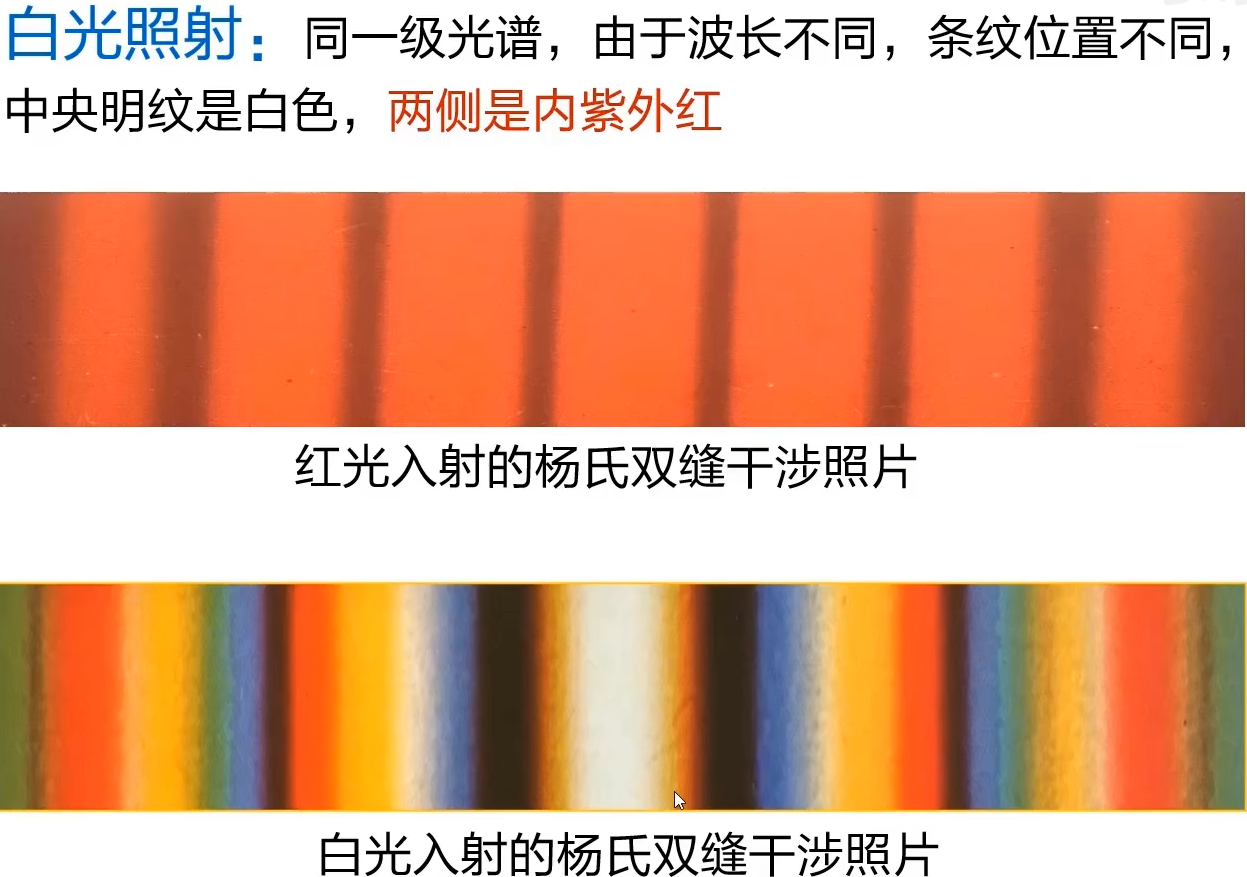 白光照射：同一级光谱，由于波长不同，条纹位置不同，
中央明纹是白色，两侧是内紫外红
红光入射的杨氏双缝干涉照片
白光入射的杨氏双缝干涉照片